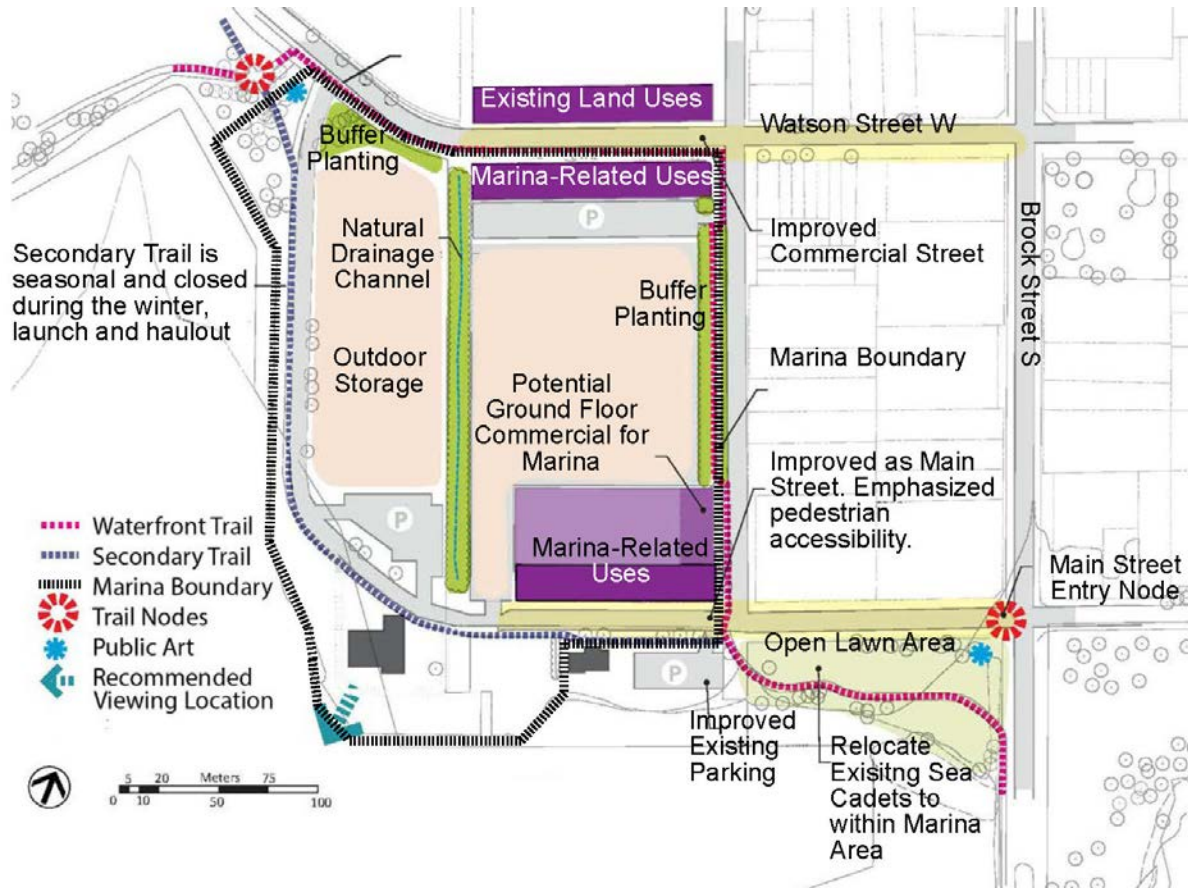 Existing Land Uses
Watson Street W
Buffer
Planting
Marina-Related Uses
P
Natural
Drainage
Channel
Improved
Commercial Street
Brock Street S
Secondary Trail is
seasonal and closed
during the winter,
launch and haulout
Buffer
Planting
Outdoor
Storage
Marina Boundary
Potential
Ground Floor
Commercial for
Marina
Improved as Main
Street. Emphasized
pedestrian
accessibility.
P
Marina-Related
Uses
Main Street
Entry Node
Waterfront Trail
Secondary Trail
Marina Boundary
Trail Nodes
Public Art
Recommended
Viewing Location
Open Lawn Area
P
Improved
Existing
Parking
Relocate
Exisitng Sea
Cadets to
within Marina
Area
5 20 Meters 75
0 10 50 100